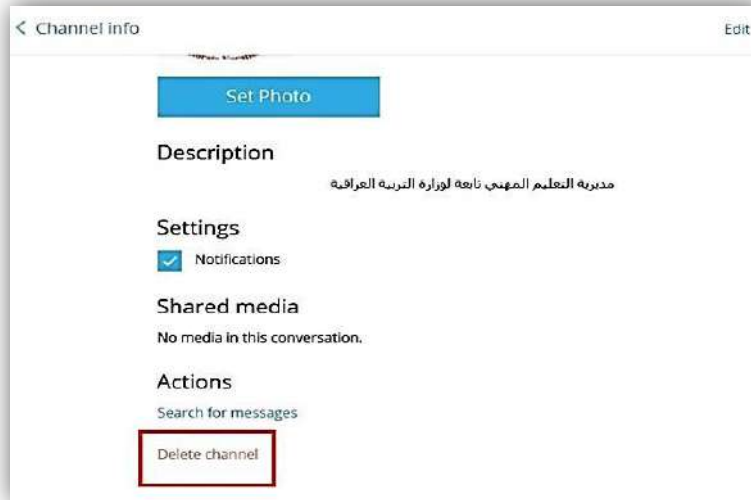 Channel info
Edit
Set Photo
Description
مديرية التعليم المهني تابعة لوزارة التربية العراقية
Settings
Notifications
Shared media
No media in this conversation.
Actions
Search for messages
Delete channel